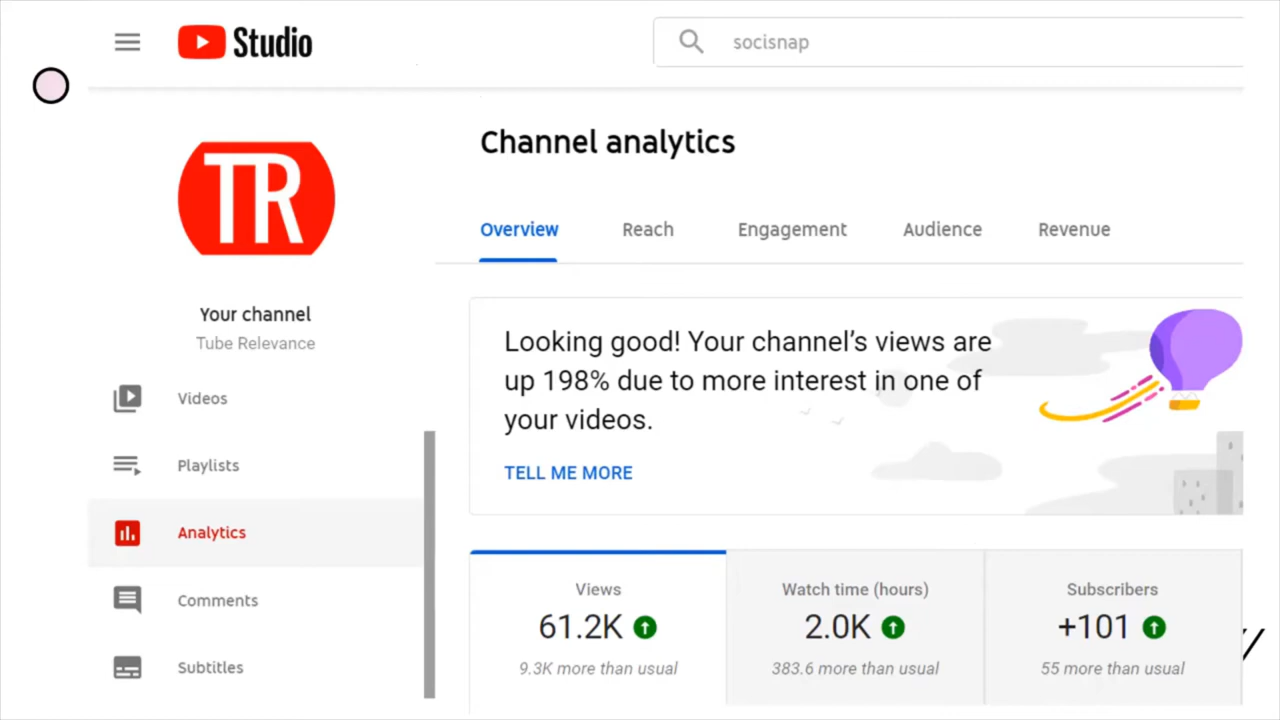 Studio
socisnap
TR
Your channel
Tube Relevance
Videos
Playlists
Analytics
Comments
Subtitles
Channel analytics
Overview Reach Engagement Audience Revenue
Looking good! Your channel’s views are
up 198% due to more interest in one of
your videos.
TELL ME MORE
Views
61.2K
9.3K more than usual
Watch time (hours)
2.0K
383.6 more than usual
Subscribers
+101
55 more than usual